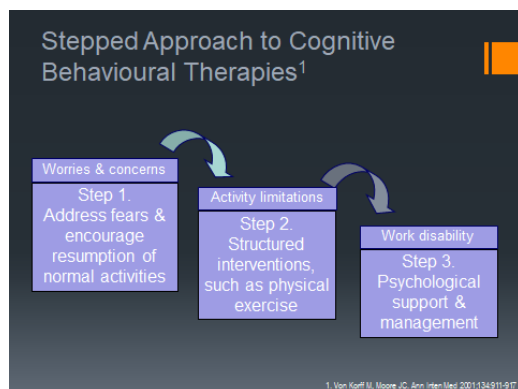 Stepped Approach to Cognitive
Behavioural Therapies1
Worries & concerns
Step 1.
Address fears &
encourage
resumption of
normal activities
Activity limitations
Step 2.
Structured
interventions,
such as physical
exercise
Work disability
Step 3.
Psychological
support &
management
1. Von Korff M, Moore JC. Ann Inten Med 2001;134:911-917